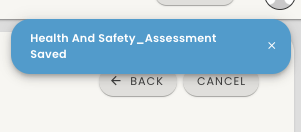 Health And Safety_Assessment
Saved
BACK CANCEL